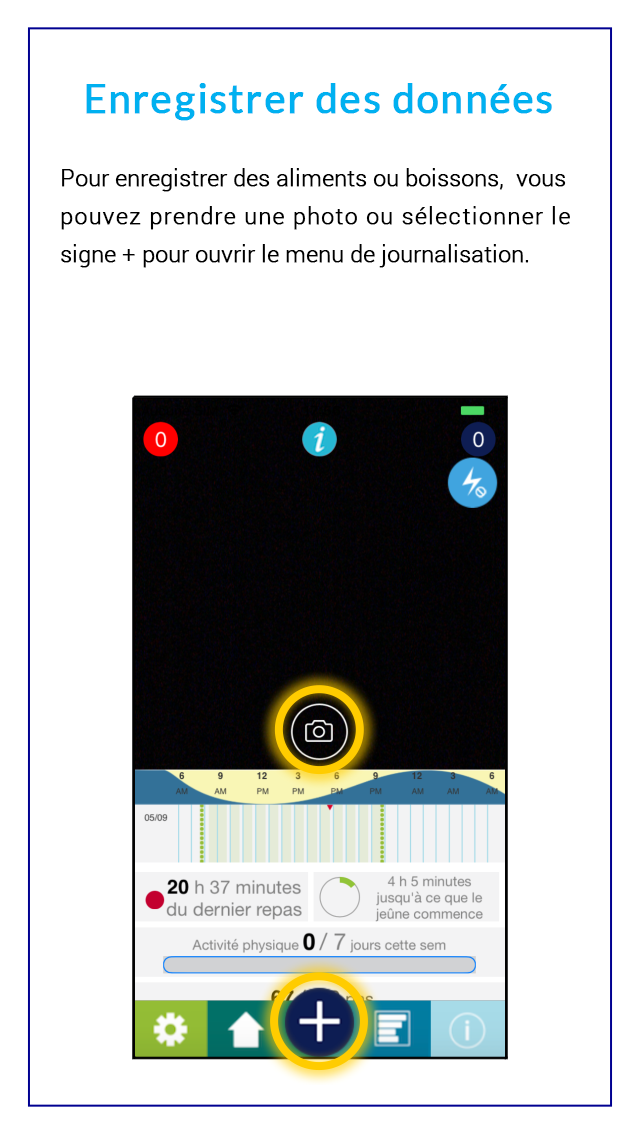 Enregistrer des données
Pour enregistrer des aliments ou boissons, vous
pouvez prendre une photo ou sélectionner le
signe + pour ouvrir le menu de journalisation.
0
i
0
6 9 12 3 6 9 12 3 6
AM AM PM PM PM PM AM AM AM
05/09
20 h 37 minutes
du dernier repas
4 h 5 minutes
jusqu'à ce que le
jeûne commence
Activité physique 0 / 7 jours cette sem